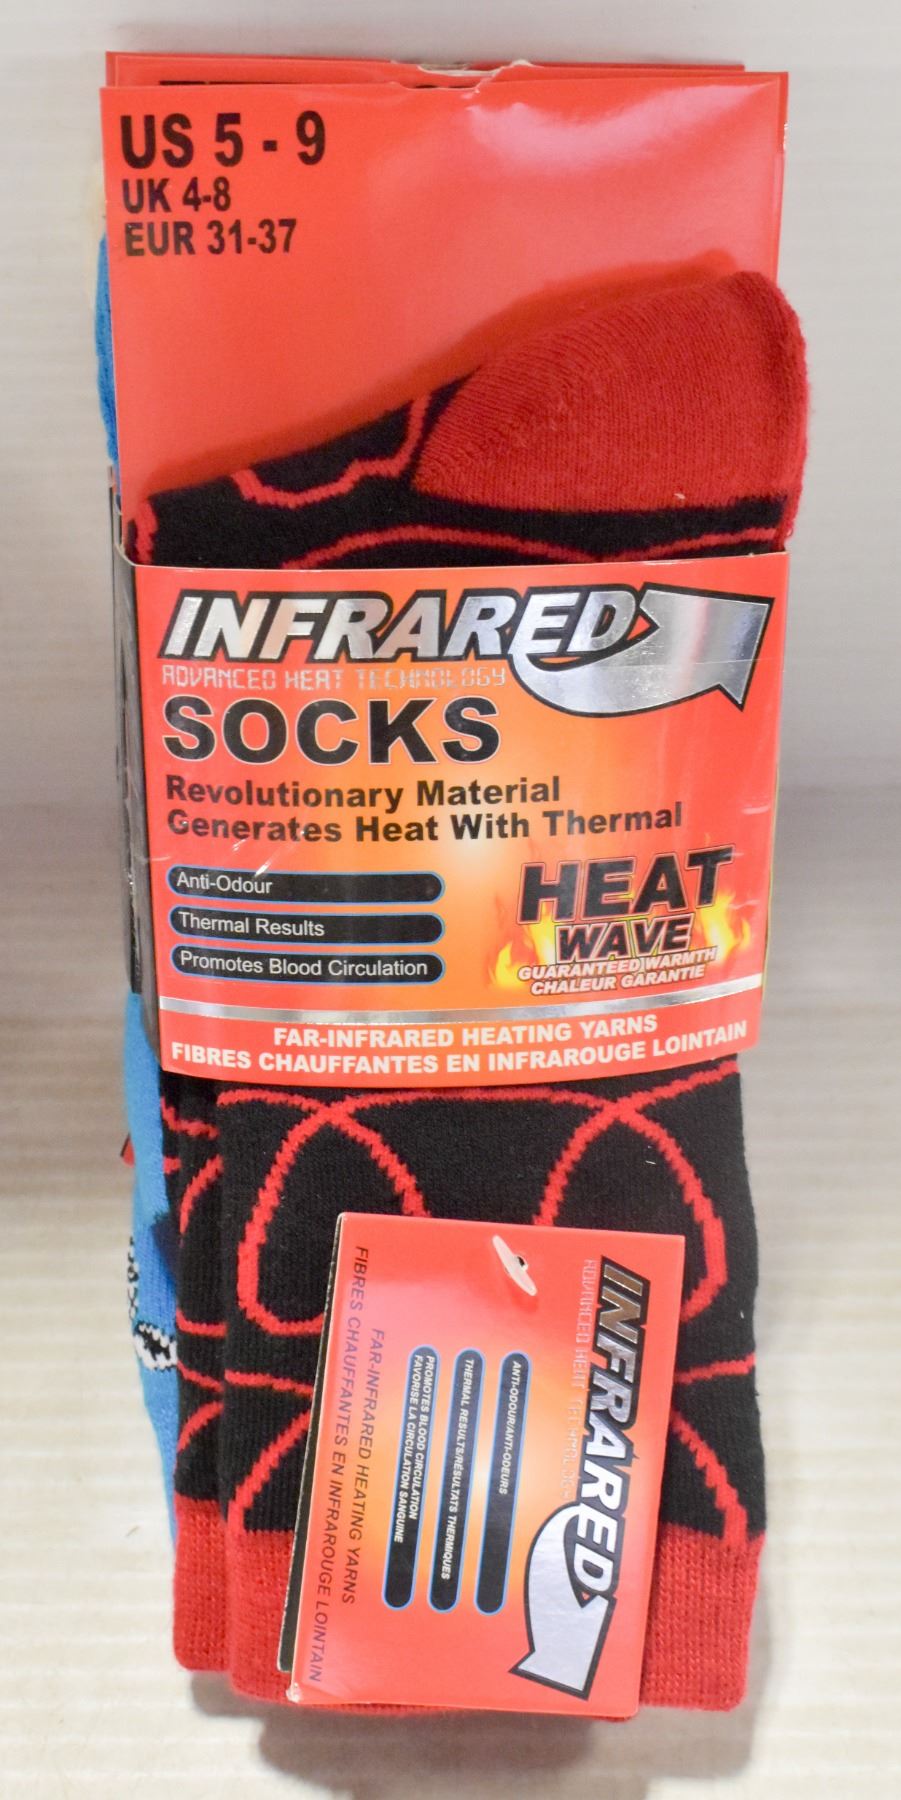 US 5 - 9
UK 4-8
EUR 31-37
INFRARED
ADVANCED HEAT TECHNOLOGY
SOCKS
Revolutionary Material
Generates Heat With Thermal
Anti-Odour
Thermal Results
Promotes Blood Circulation
HEAT
WAVE
GUARANTEED WARMTH
CHALEUR GARANTIE
FAR-INFRARED HEATING YARNS
FIBRES CHAUFFANTES EN INFRAROUGE LOINTAIN
INFRARED
ADVANCED HEAT TECHNOLOGY
ANTI-ODOUR/ANTI-ODEURS
THERMAL RESULTS/RÉSULTATS THERMIQUES
PROMOTES BLOOD CIRCULATION
FAVORISE LA CIRCULATION SANGUINE
FAR-INFRARED HEATING YARNS
FIBRES CHAUFFANTES EN INFRAROUGE LOINTAIN